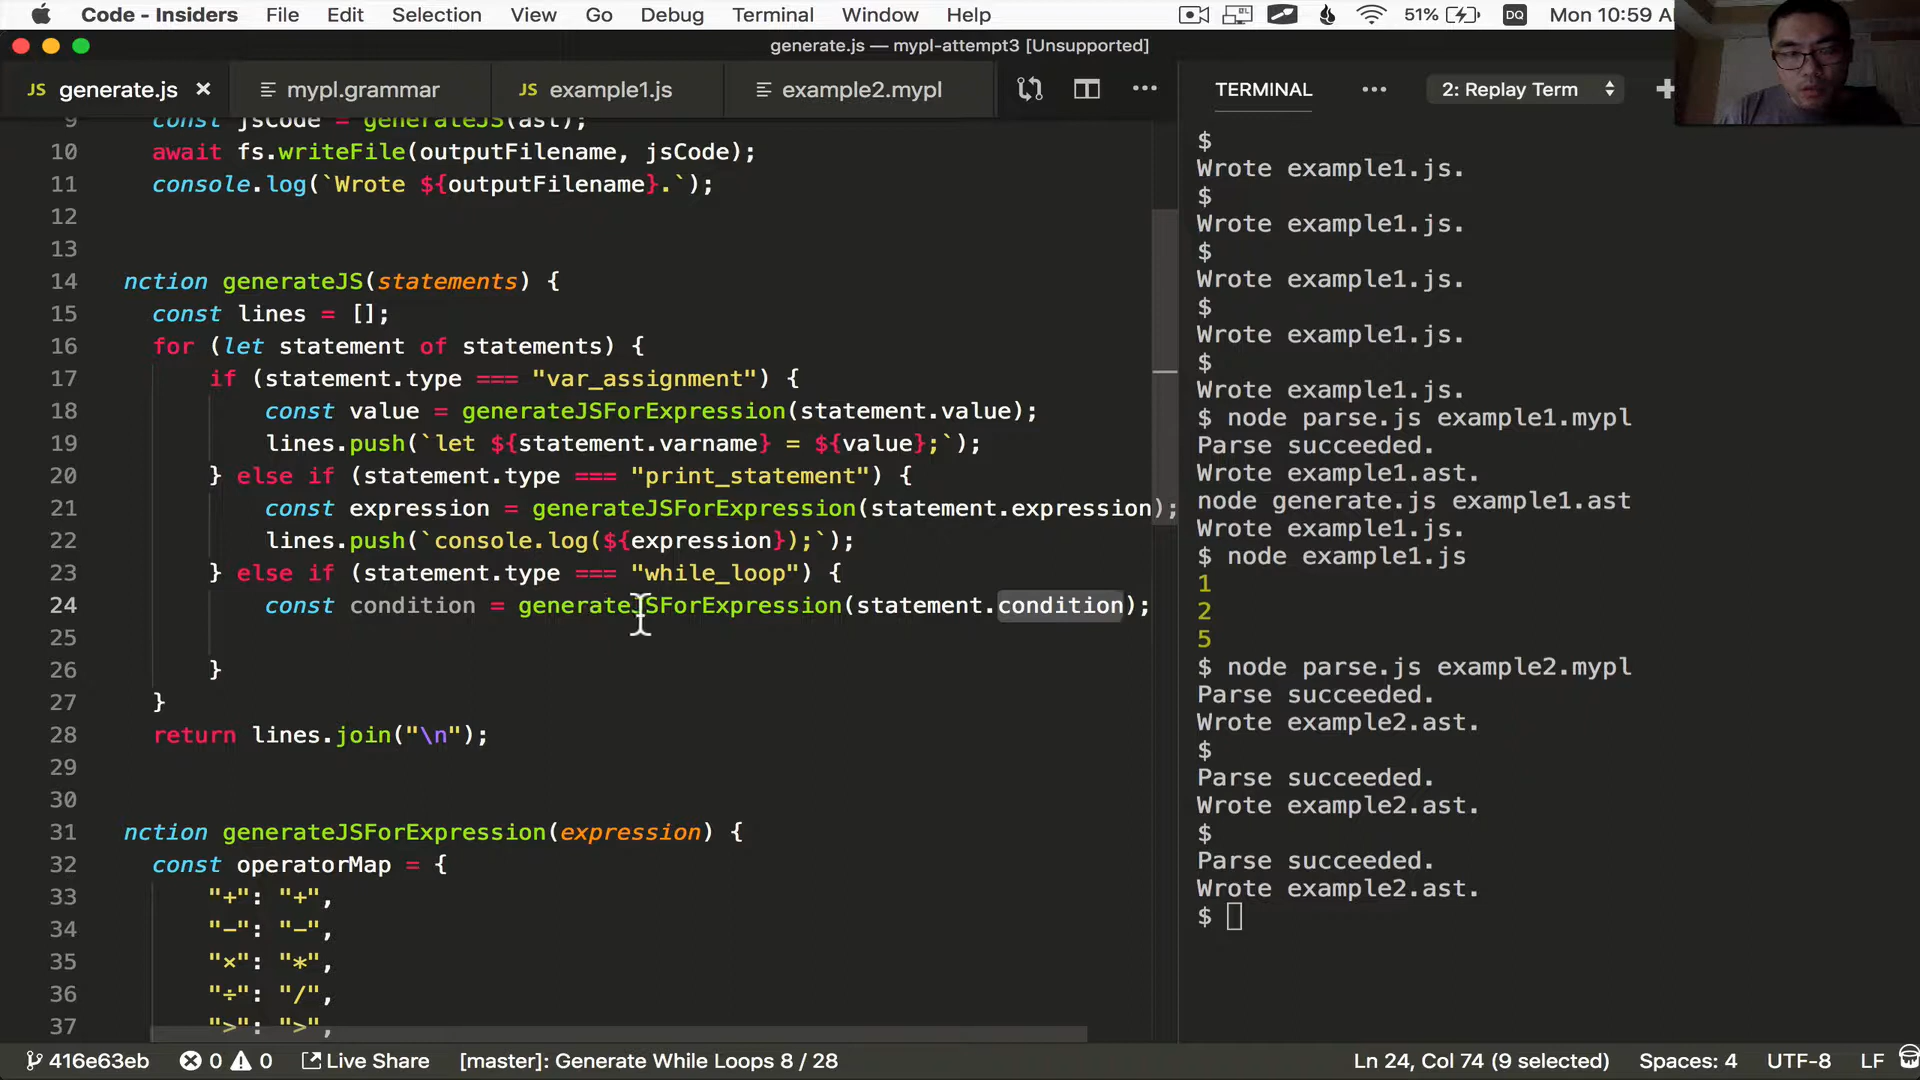 Code - Insiders File Edit Selection View Go Debug Terminal Window Help 51% DQ Mon 10:59
generate.js — mypl-attempt3 [Unsupported]
JS generate.js × mypl.grammar JS example1.js example2.mypl ···
TERMINAL ··· 2: Replay Term +
9 const jsCode = generateJS(ast);
10 await fs.writeFile(outputFilename, jsCode);
11 console.log(`Wrote ${outputFilename}.`);
12
13
14 nction generateJS(statements) {
15 const lines = [];
16 for (let statement of statements) {
17 if (statement.type === "var_assignment") {
18 const value = generateJSForExpression(statement.value);
19 lines.push(`let ${statement.varname} = ${value};`);
20 } else if (statement.type === "print_statement") {
21 const expression = generateJSForExpression(statement.expression);
22 lines.push(`console.log(${expression});`);
23 } else if (statement.type === "while_loop") {
24 const condition = generateJSForExpression(statement.condition);
25
26 }
27 }
28 return lines.join("\n");
29
30
31 nction generateJSForExpression(expression) {
32 const operatorMap = {
33 "+": "+",
34 "-": "-",
35 "×": "*",
36 "÷": "/",
37 ">": ">",
$
Wrote example1.js.
$
Wrote example1.js.
$
Wrote example1.js.
$
Wrote example1.js.
$
Wrote example1.js.
$ node parse.js example1.mypl
Parse succeeded.
Wrote example1.ast.
node generate.js example1.ast
Wrote example1.js.
$ node example1.js
1
2
5
$ node parse.js example2.mypl
Parse succeeded.
Wrote example2.ast.
$
Parse succeeded.
Wrote example2.ast.
$
Parse succeeded.
Wrote example2.ast.
$
416e63eb 0 0 Live Share [master]: Generate While Loops 8 / 28 Ln 24, Col 74 (9 selected) Spaces: 4 UTF-8 LF